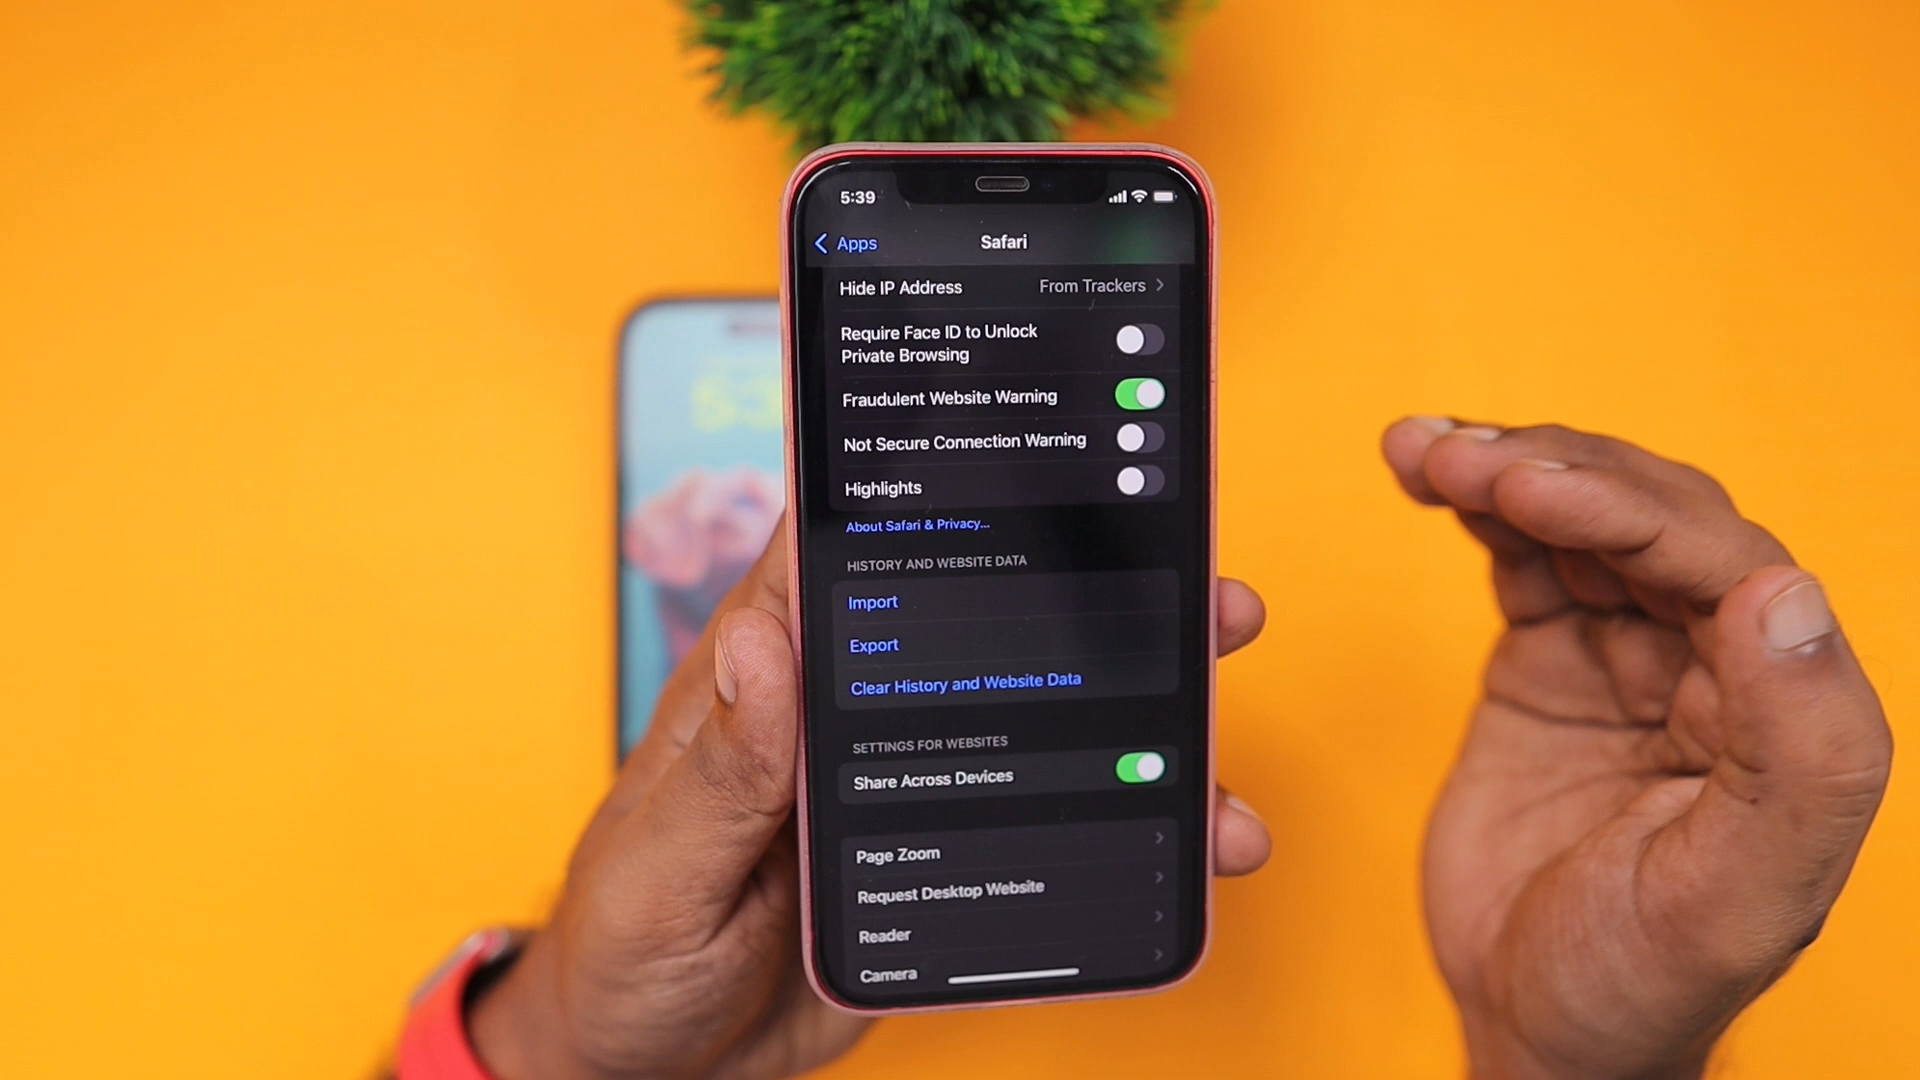 5:39
Apps
Safari
Hide IP Address From Trackers
Require Face ID to Unlock
Private Browsing
Fraudulent Website Warning
Not Secure Connection Warning
Highlights
About Safari & Privacy...
HISTORY AND WEBSITE DATA
Import
Export
Clear History and Website Data
SETTINGS FOR WEBSITES
Share Across Devices
Page Zoom
Request Desktop Website
Reader
Camera